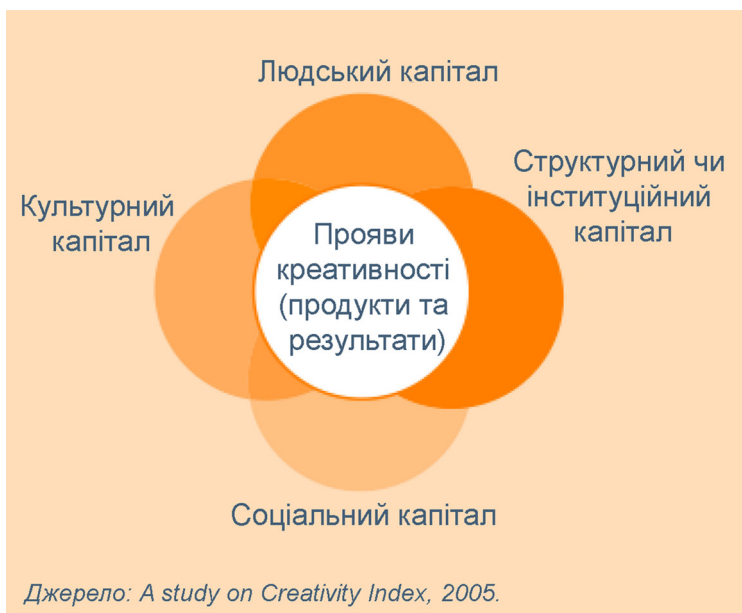 Людський капітал
Структурний чи
інституційний
капітал
Культурний
капітал
Прояви
креативності
(продукти та
результати)
Соціальний капітал
Джерело: A study on Creativity Index, 2005.